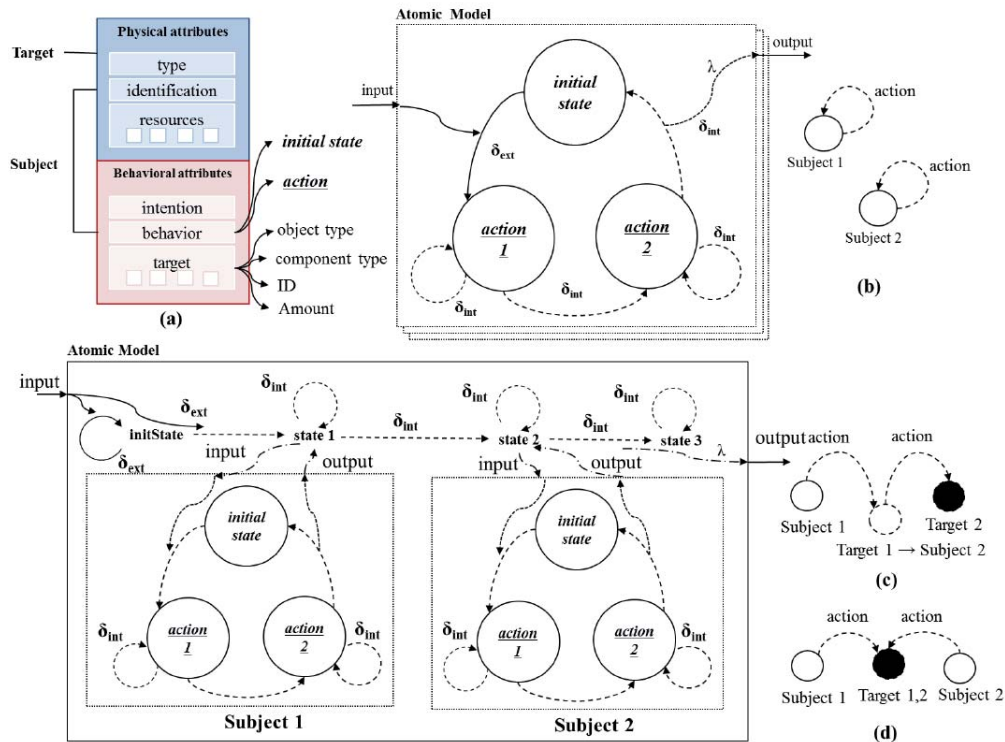 Physical attributes
Target
type
identification
resources
Subject
Behavioral attributes
intention
behavior
target
initial state
action
object type
component type
ID
Amount
(a)
Atomic Model
input
output
λ
initial
state
δext
δint
action
1
action
2
δint
δint
δint
action
Subject 1
action
Subject 2
(b)
Atomic Model
input
δext
initState
δext
δint
state 1
δint
δint
state 2
δint
δint
state 3
λ
output
input
output
input
output
initial
state
action
1
action
2
δint
δint
Subject 1
initial
state
action
1
action
2
δint
δint
Subject 2
action
action
Subject 1
Target 2
Target 1 → Subject 2
(c)
action
action
Subject 1
Target 1,2
Subject 2
(d)